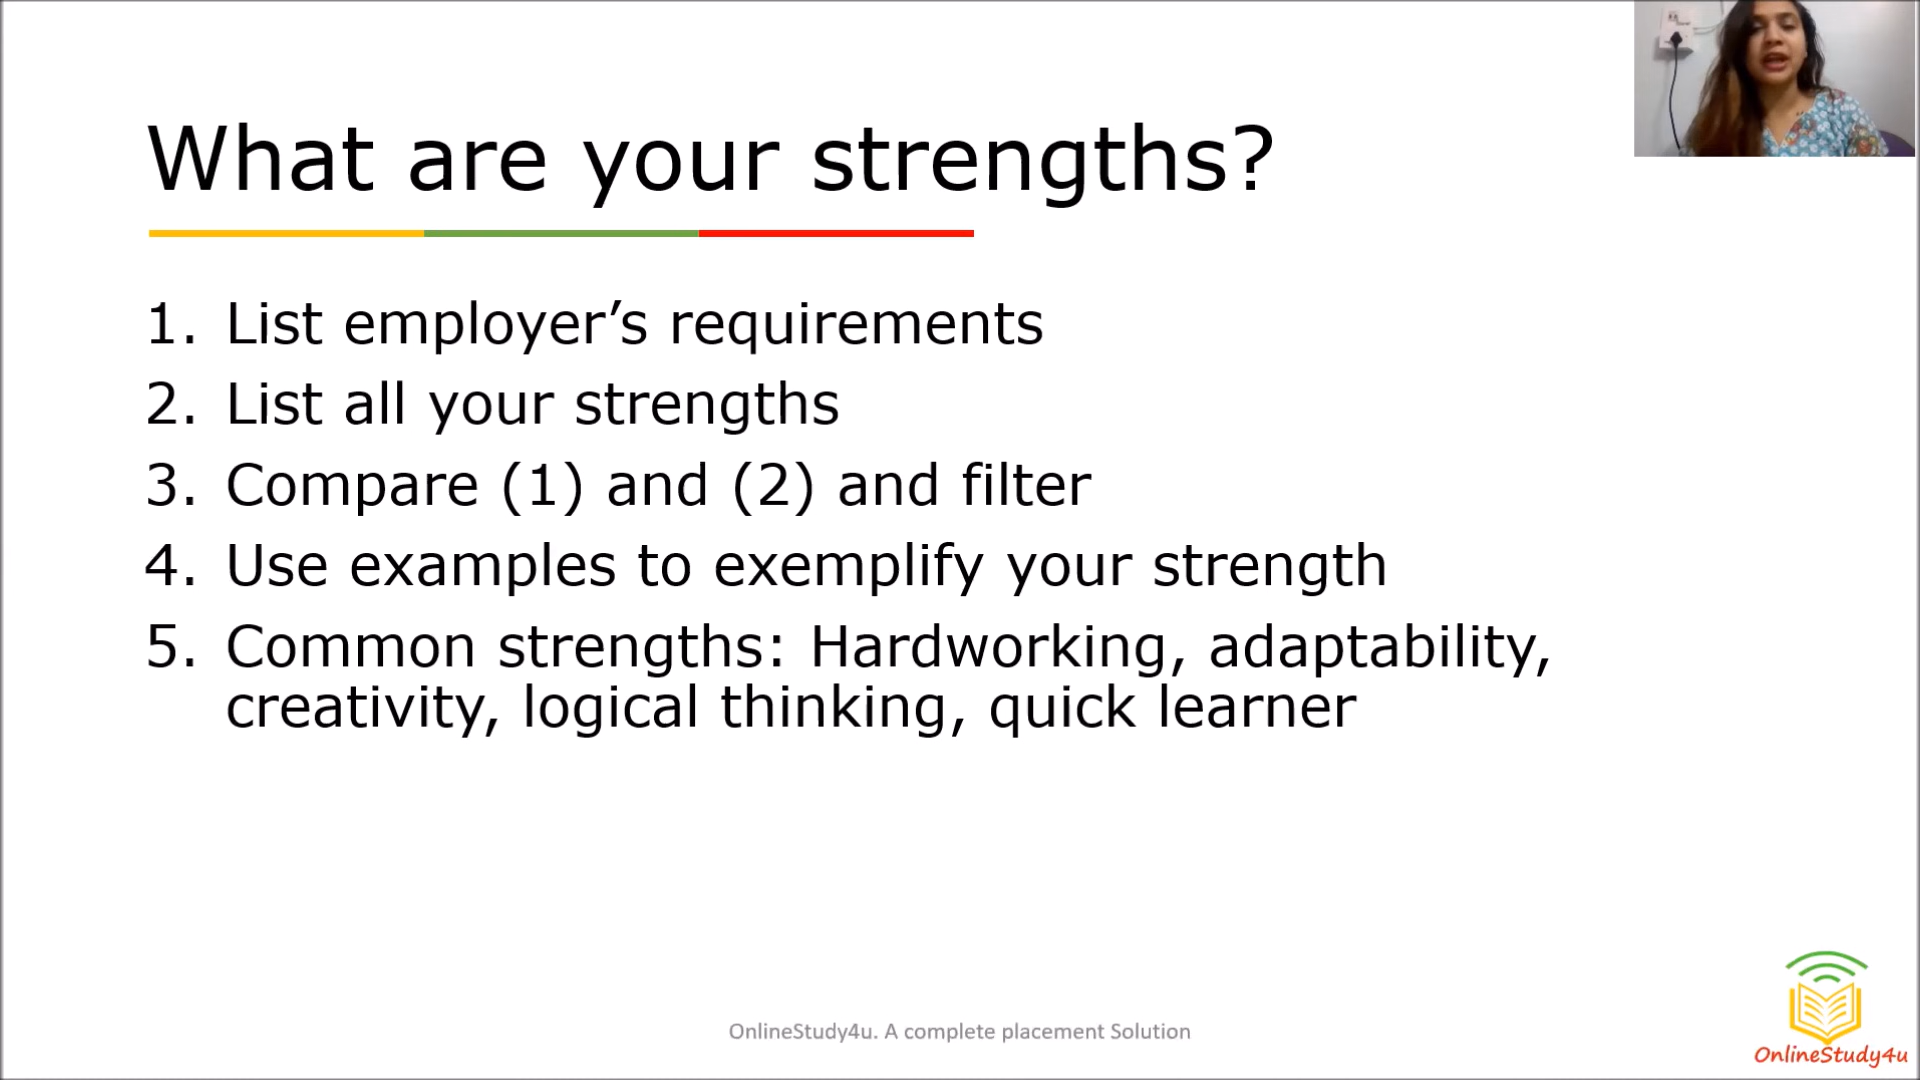 What are your strengths?
1. List employer’s requirements
2. List all your strengths
3. Compare (1) and (2) and filter
4. Use examples to exemplify your strength
5. Common strengths: Hardworking, adaptability,
creativity, logical thinking, quick learner
OnlineStudy4u. A complete placement Solution
OnlineStudy4u